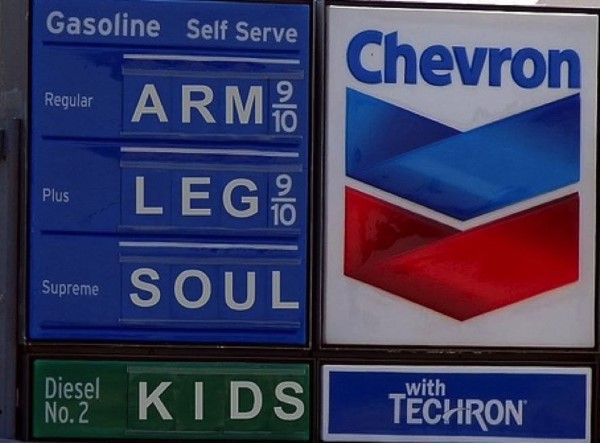 Gasoline Self Serve
Regular ARM 9/10
Plus LEG 9/10
Supreme SOUL
Diesel No. 2 KIDS
Chevron
with
TECHRON